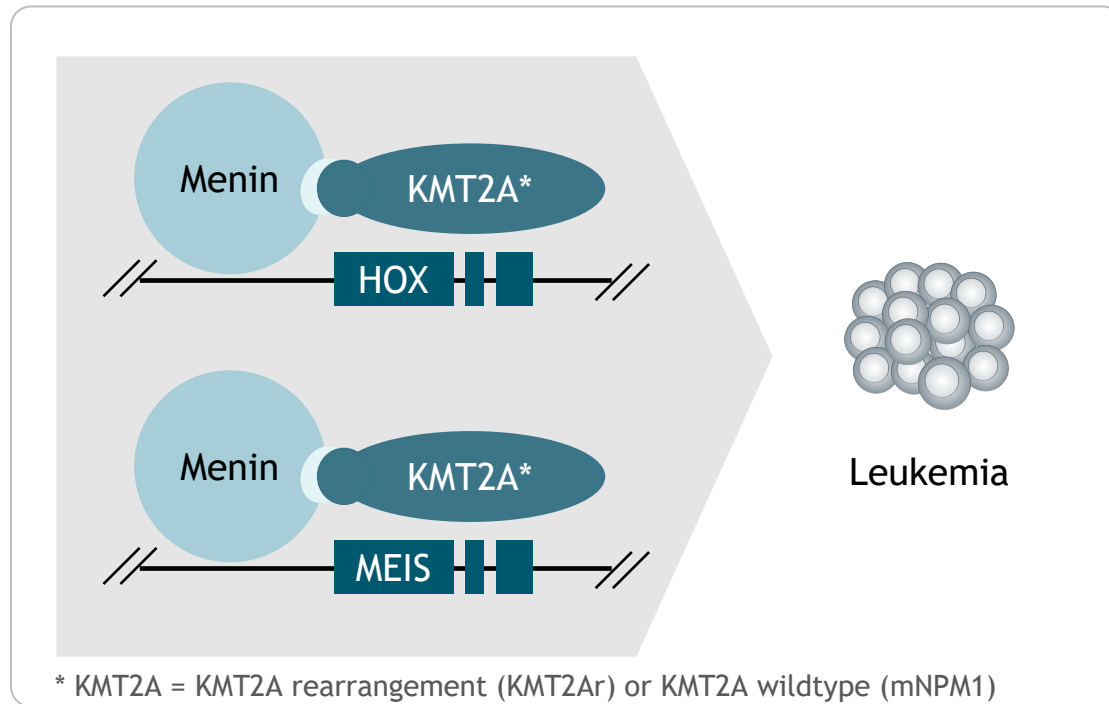 Menin
KMT2A*
HOX
Menin
KMT2A*
MEIS
Leukemia
* KMT2A = KMT2A rearrangement (KMT2Ar) or KMT2A wildtype (mNPM1)